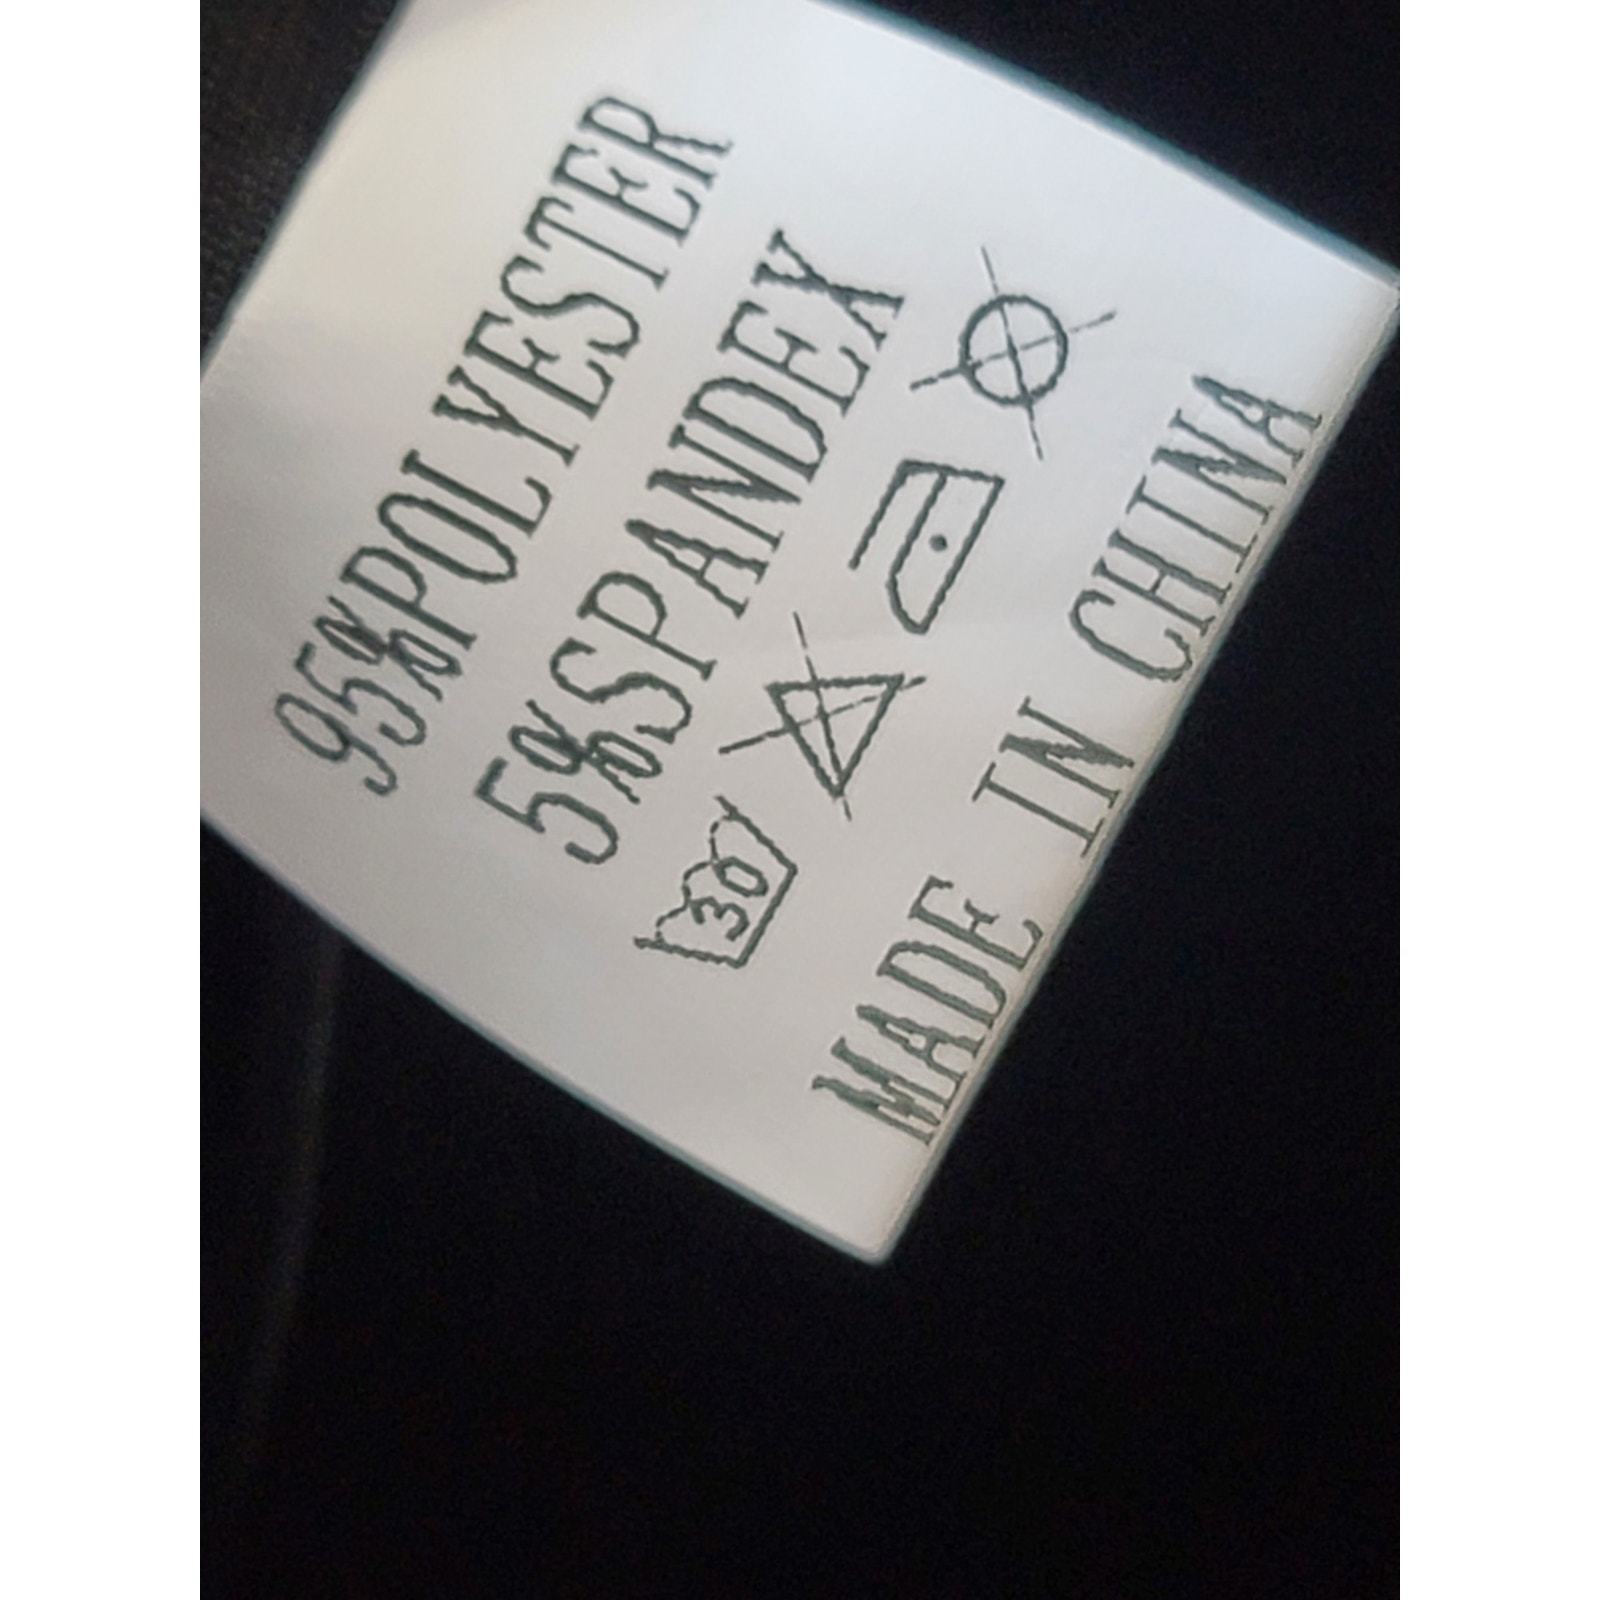 95%POLYESTER
5%SPANDEX
30
MADE IN CHINA